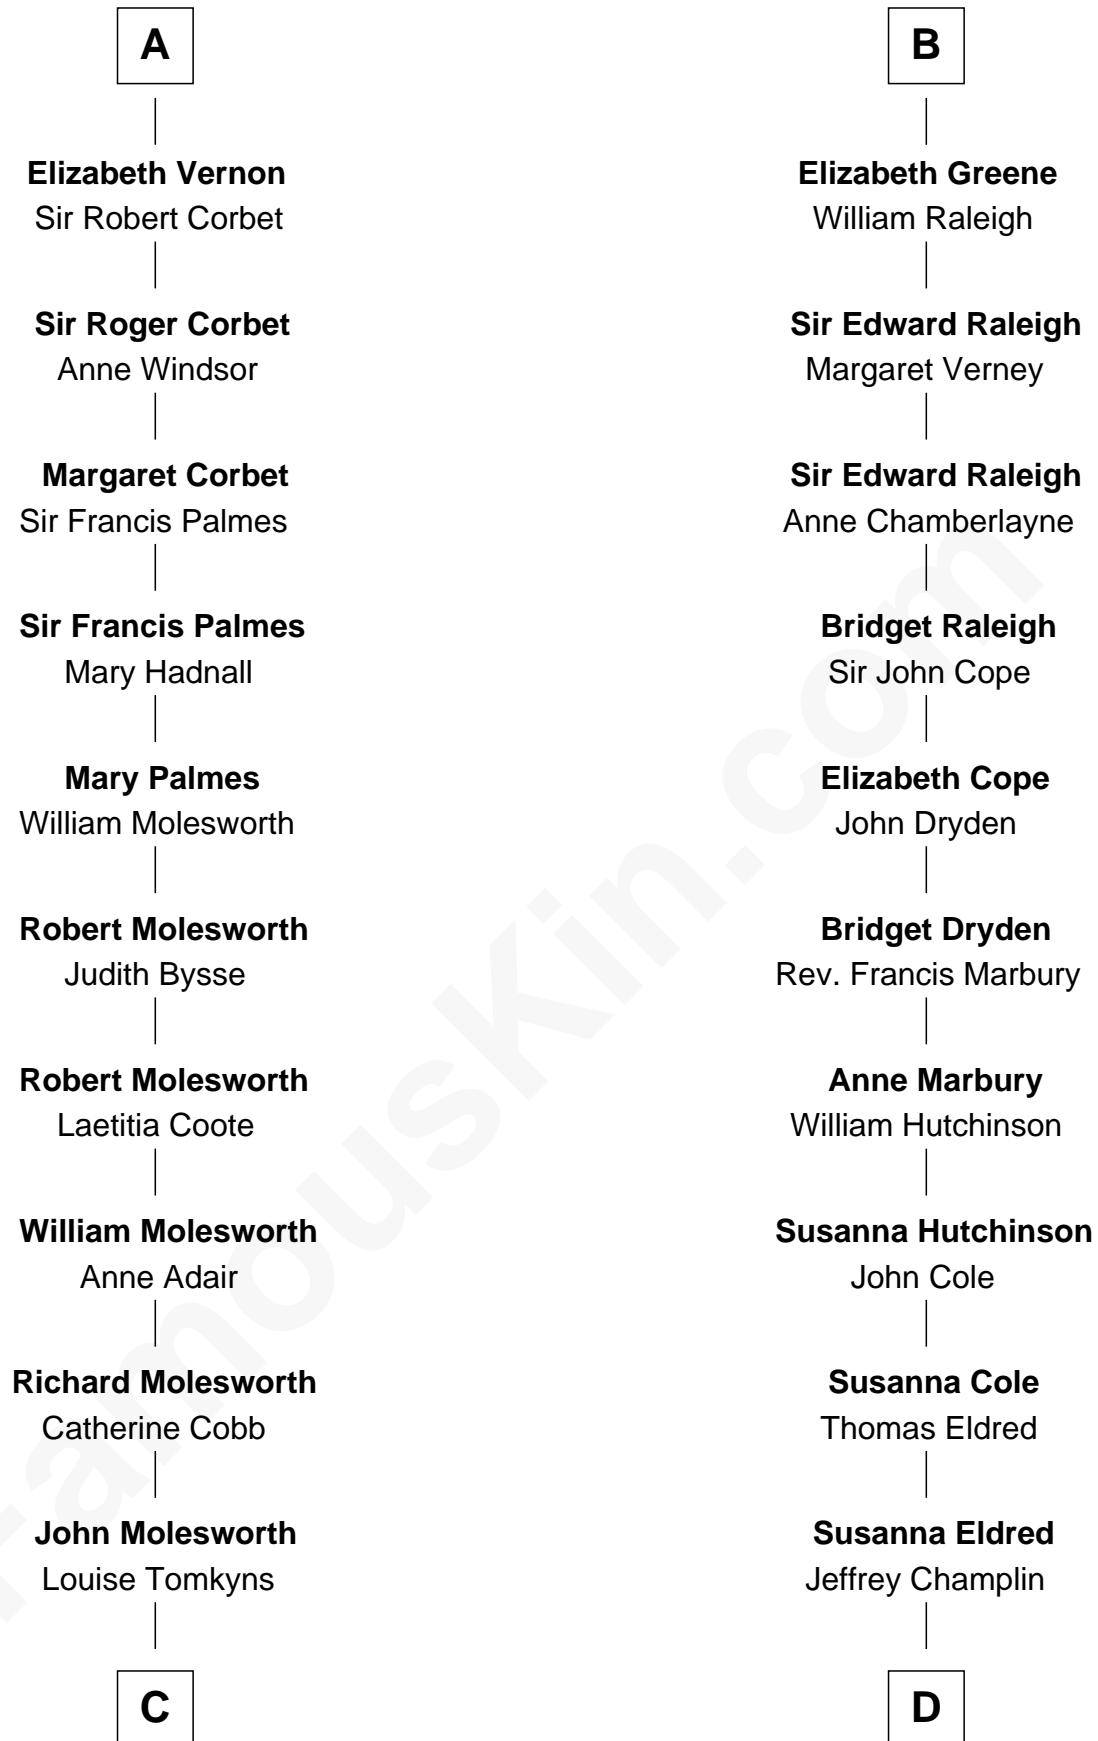 A
Elizabeth Vernon
Sir Robert Corbet
Sir Roger Corbet
Anne Windsor
Margaret Corbet
Sir Francis Palmes
Sir Francis Palmes
Mary Hadnall
Mary Palmes
William Molesworth
Robert Molesworth
Judith Bysse
Robert Molesworth
Laetitia Coote
William Molesworth
Anne Adair
Richard Molesworth
Catherine Cobb
John Molesworth
Louise Tomkyns
C
B
Elizabeth Greene
William Raleigh
Sir Edward Raleigh
Margaret Verney
Sir Edward Raleigh
Anne Chamberlayne
Bridget Raleigh
Sir John Cope
Elizabeth Cope
John Dryden
Bridget Dryden
Rev. Francis Marbury
Anne Marbury
William Hutchinson
Susanna Hutchinson
John Cole
Susanna Cole
Thomas Eldred
Susanna Eldred
Jeffrey Champlin
D
FamousKin.com